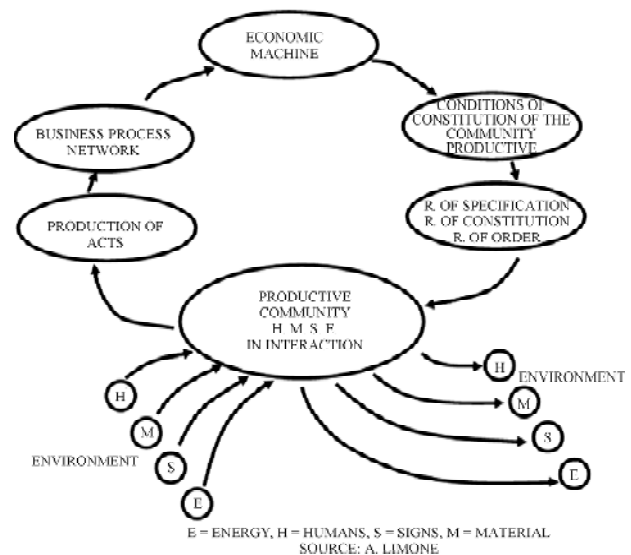 ECONOMIC
MACHINE
CONDITIONS OF
CONSTITUTION OF THE
COMMUNITY
PRODUCTIVE
BUSINESS PROCESS
NETWORK
R. OF SPECIFICATION
R. OF CONSTITUTION
R. OF ORDER
PRODUCTION OF
ACTS
PRODUCTIVE
COMMUNITY
H M S E
IN INTERACTION
H
M
S
E
ENVIRONMENT
H
M
S
E
ENVIRONMENT
E = ENERGY, H = HUMANS, S = SIGNS, M = MATERIAL
SOURCE: A. LIMONE